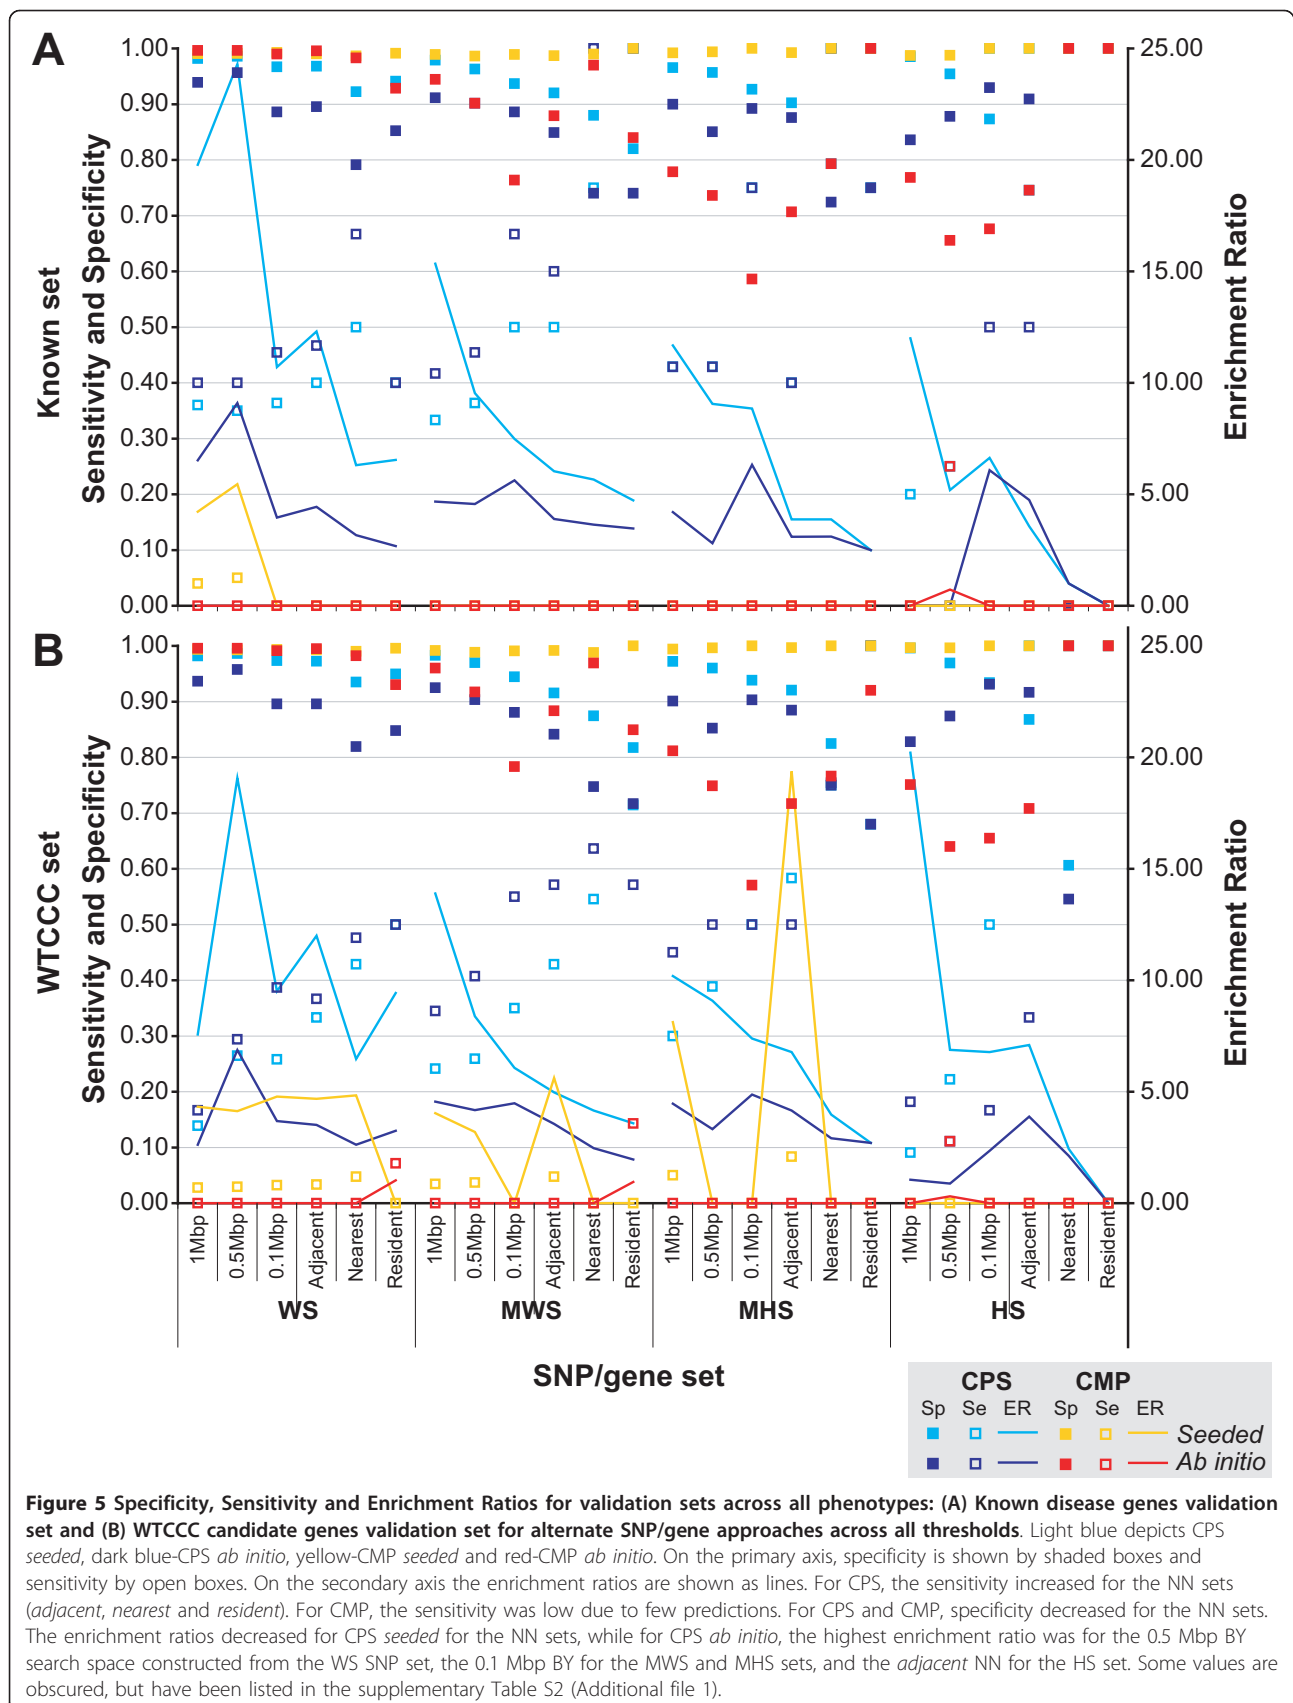 A
Known set
Sensitivity and Specificity
Enrichment Ratio
1.00
0.90
0.80
0.70
0.60
0.50
0.40
0.30
0.20
0.10
0.00
25.00
20.00
15.00
10.00
5.00
0.00
B
WTCCC set
Sensitivity and Specificity
Enrichment Ratio
1.00
0.90
0.80
0.70
0.60
0.50
0.40
0.30
0.20
0.10
0.00
25.00
20.00
15.00
10.00
5.00
0.00
1Mbp
0.5Mbp
0.1Mbp
Adjacent
Nearest
Resident
1Mbp
0.5Mbp
0.1Mbp
Adjacent
Nearest
Resident
1Mbp
0.5Mbp
0.1Mbp
Adjacent
Nearest
Resident
1Mbp
0.5Mbp
0.1Mbp
Adjacent
Nearest
Resident
WS MWS MHS HS
SNP/gene set
CPS CMP
Sp Se ER Sp Se ER
Seeded
Ab initio
Figure 5 Specificity, Sensitivity and Enrichment Ratios for validation sets across all phenotypes: (A) Known disease genes validation
set and (B) WTCCC candidate genes validation set for alternate SNP/gene approaches across all thresholds. Light blue depicts CPS
seeded, dark blue-CPS ab initio, yellow-CMP seeded and red-CMP ab initio. On the primary axis, specificity is shown by shaded boxes and
sensitivity by open boxes. On the secondary axis the enrichment ratios are shown as lines. For CPS, the sensitivity increased for the NN sets
(adjacent, nearest and resident). For CMP, the sensitivity was low due to few predictions. For CPS and CMP, specificity decreased for the NN sets.
The enrichment ratios decreased for CPS seeded for the NN sets, while for CPS ab initio, the highest enrichment ratio was for the 0.5 Mbp BY
search space constructed from the WS SNP set, the 0.1 Mbp BY for the MWS and MHS sets, and the adjacent NN for the HS set. Some values are
obscured, but have been listed in the supplementary Table S2 (Additional file 1).